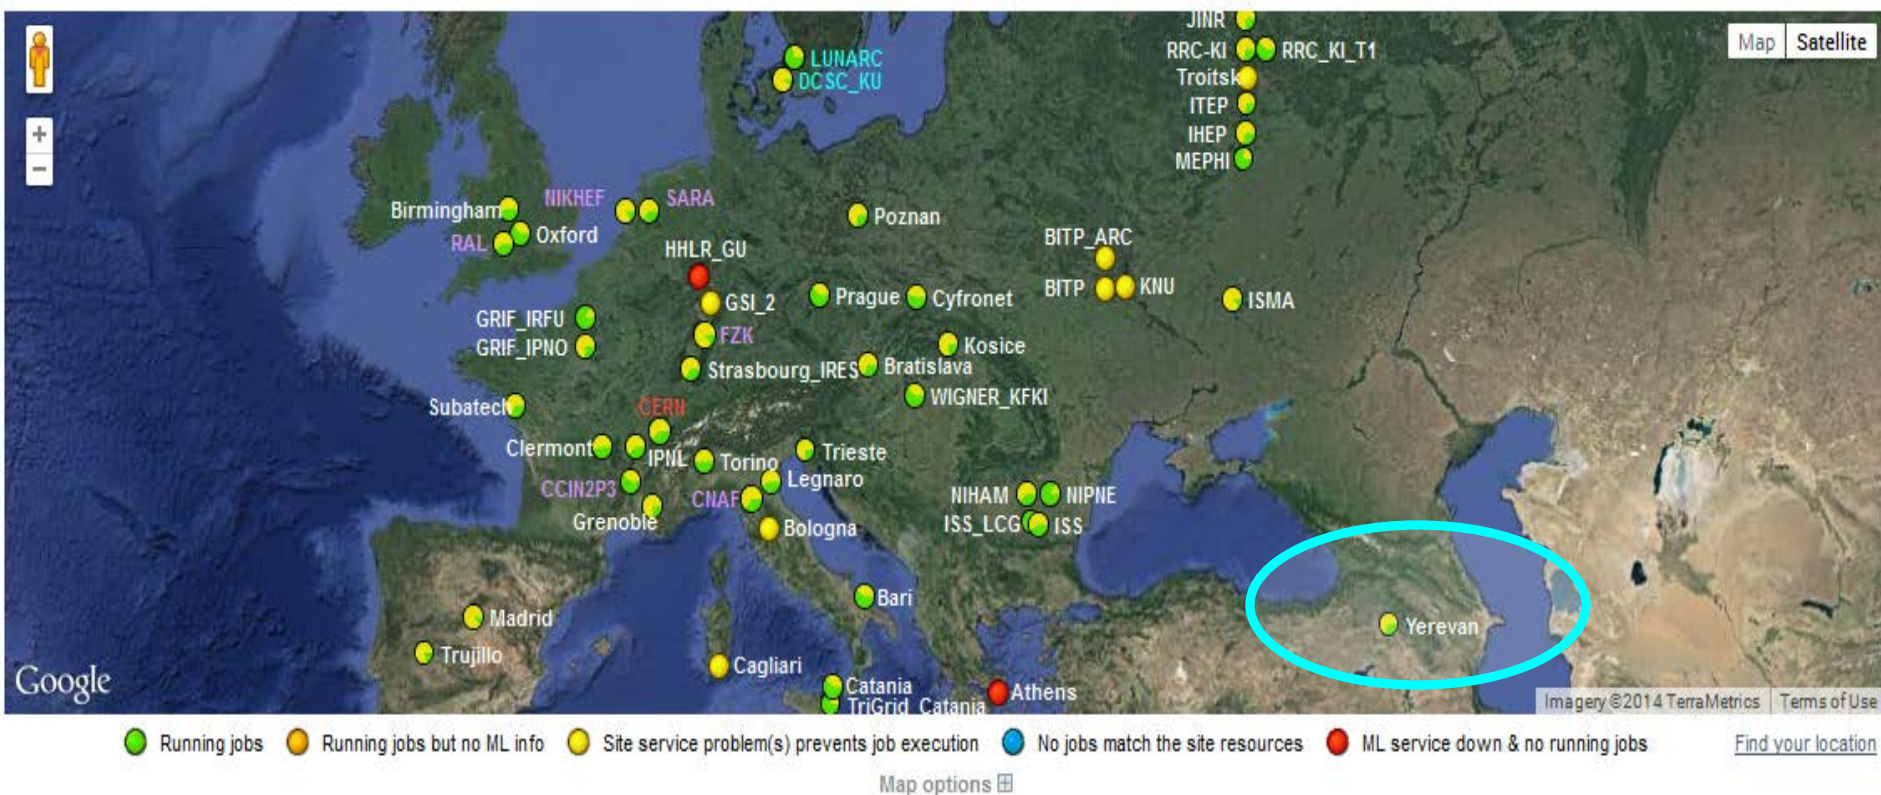 JINR
RRC-KI RRC_KI_T1
Map Satellite
LUNARC
DCSC_KU
Troitsk
ITEP
IHEP
MEPHI
+
−
NIKHEF SARA
Birmingham
Oxford
RAL
Poznan
HHLR_GU
BITP_ARC
BITP KNU
GSI_2
Prague
Cyfronet
ISMA
GRIF_IRFU
GRIF_IPNO
FZK
Kosice
Strasbourg_IRES
Bratislava
WIGNER_KFKI
Subatech
CERN
Clermont
IPNL
Torino
Trieste
Legnaro
CCIN2P3
CNAF
NIHAM NIPNE
Grenoble
Bologna
ISS_LCG ISS
Bari
Madrid
Yerevan
Trujillo
Cagliari
Catania
Athens
TriGrid_Catania
Google
Imagery ©2014 TerraMetrics Terms of Use
Running jobs Running jobs but no ML info Site service problem(s) prevents job execution No jobs match the site resources ML service down & no running jobs Find your location
Map options